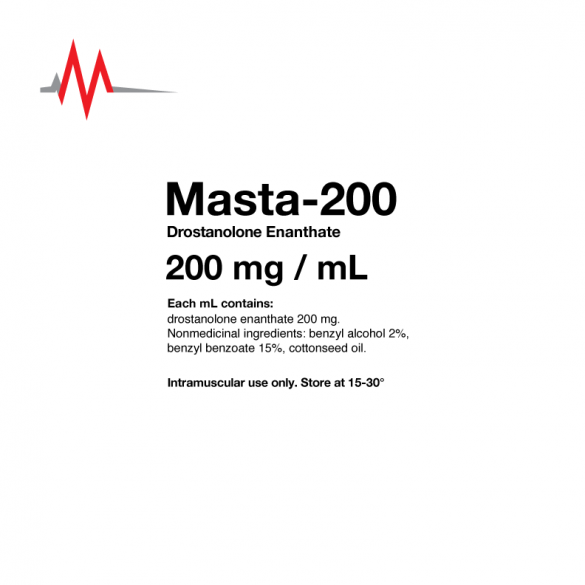 Masta-200
Drostanolone Enanthate
200 mg / mL
Each mL contains:
drostanolone enanthate 200 mg.
Nonmedicinal ingredients: benzyl alcohol 2%,
benzyl benzoate 15%, cottonseed oil.
Intramuscular use only. Store at 15-30°